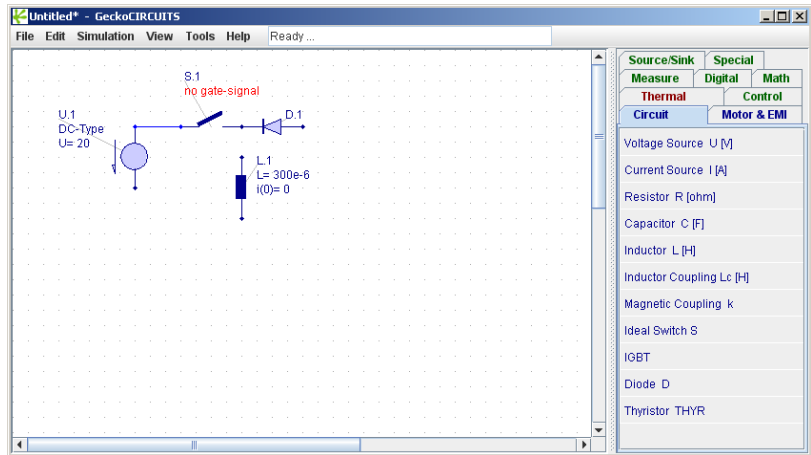 Untitled* - GeckoCIRCUITS
File Edit Simulation View Tools Help Ready ...
S.1
no gate-signal
U.1
DC-Type
U= 20
D.1
L.1
L= 300e-6
i(0)= 0
Source/Sink Special
Measure Digital Math
Thermal Control
Circuit Motor & EMI
Voltage Source U [V]
Current Source I [A]
Resistor R [ohm]
Capacitor C [F]
Inductor L [H]
Inductor Coupling Lc [H]
Magnetic Coupling k
Ideal Switch S
IGBT
Diode D
Thyristor THYR